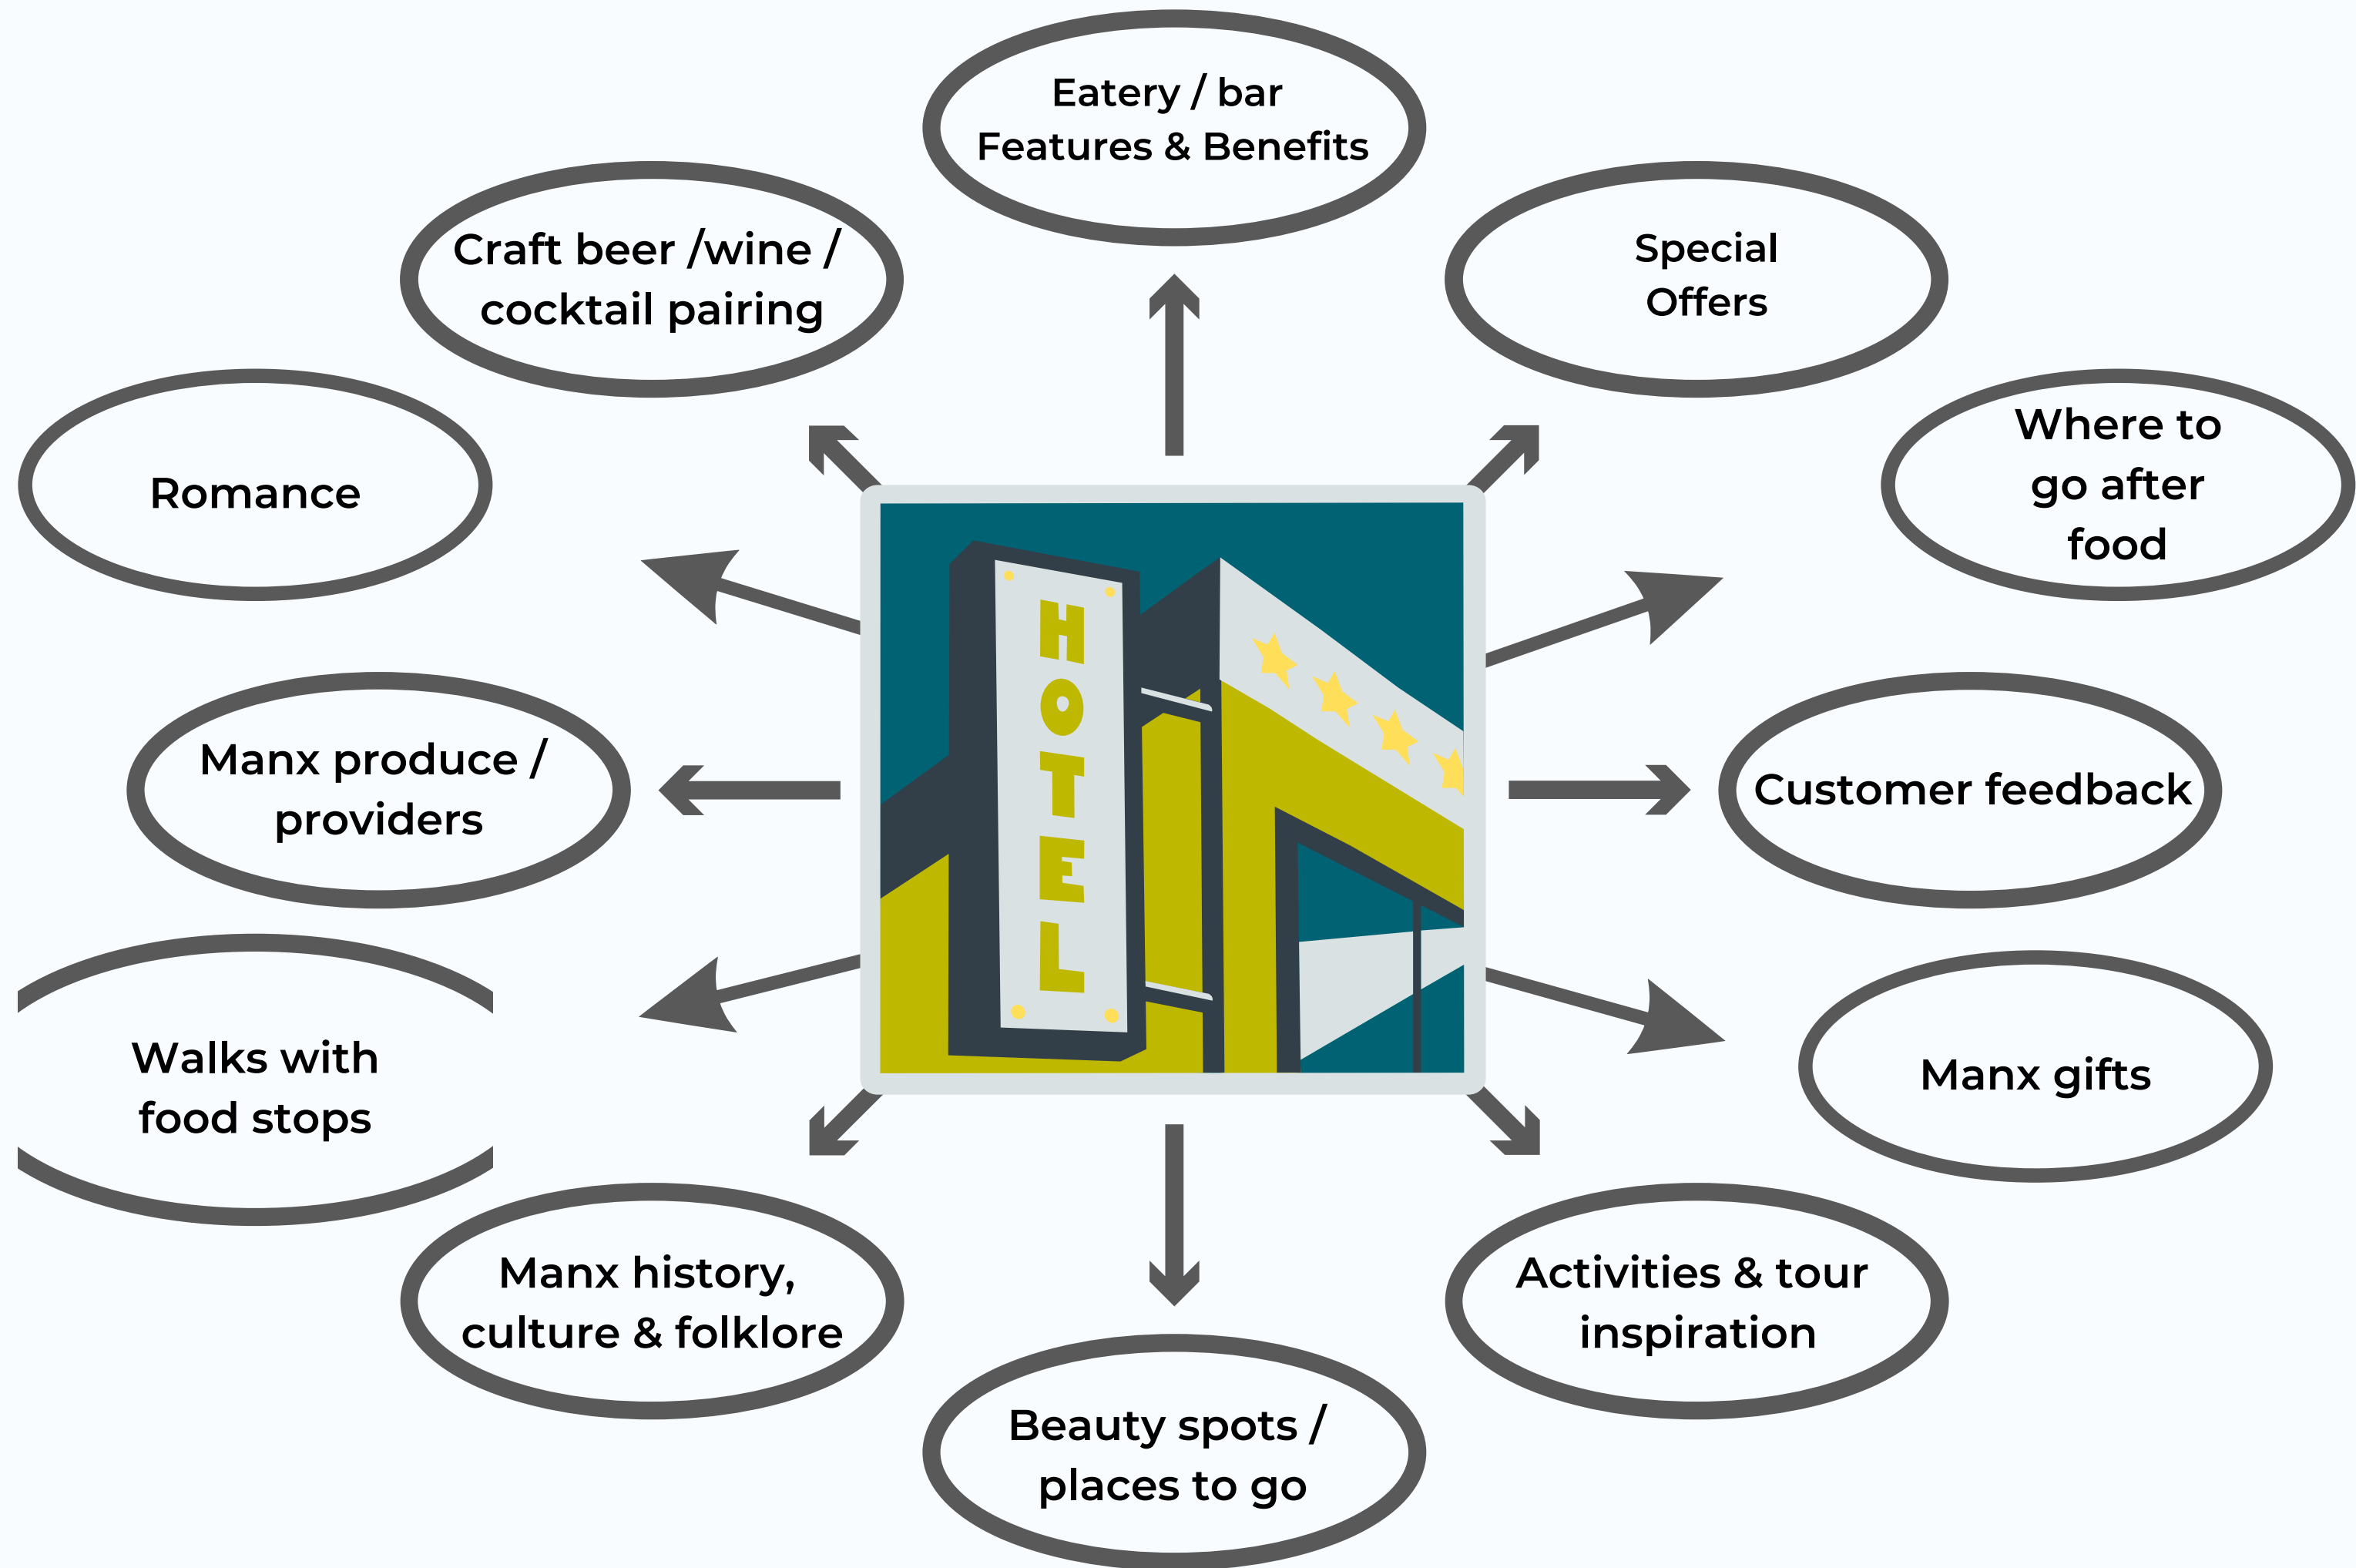 Eatery / bar
Features & Benefits
Craft beer /wine /
cocktail pairing
Special
Offers
Romance
Where to
go after
food
HOTEL
Manx produce /
providers
Customer feedback
Walks with
food stops
Manx gifts
Manx history,
culture & folklore
Activities & tour
inspiration
Beauty spots /
places to go